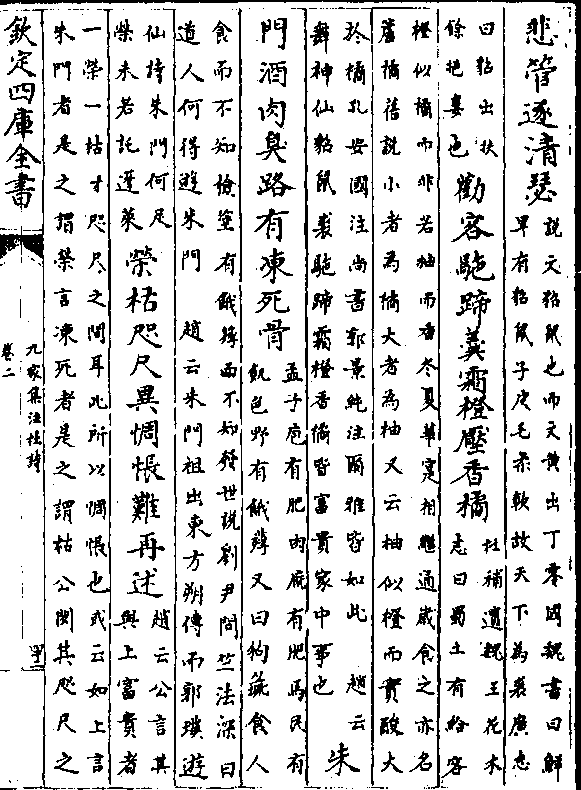 悲管逐清瑟
說文貂鼠也而大黄出丁零國魏書曰鮮
卑有貂鼠子皮毛柔軟故天下為裘廣志
曰貂出扶
餘挹婁也
勸客駞蹄羮霜橙壓香橘
杜補遺魏王花木
志曰蜀土有給客
橙似橘而非若柚而香冬夏華實相繼通歲食之亦名
蘆橘舊說小者為橘大者為柚又云柚似橙而實酸大
於橘孔安國注尚書郭景純注爾雅皆如此　趙云
舞神仙貂鼠裘駞蹄霜橙香橘皆富貴家中事也
朱
門酒肉臭路有凍死骨
孟子庖有肥肉廐有肥馬民有
飢色野有餓莩又曰狗彘食人
食而不知檢塗有餓殍而不知發世說劉尹問竺法深曰
道人何得遊朱門　趙云朱門祖出東方朔傳而郭璞遊
仙詩朱門何足
榮未若託蓬萊
榮枯咫尺異惆悵難再述
趙云公言其
與上富貴者
一榮一枯才咫尺之間耳此所以惆悵也或云如上言
朱門者是之謂榮言凍死者是之謂枯公閔其咫尺之
欽定四庫全書
九家集注杜詩
卷二